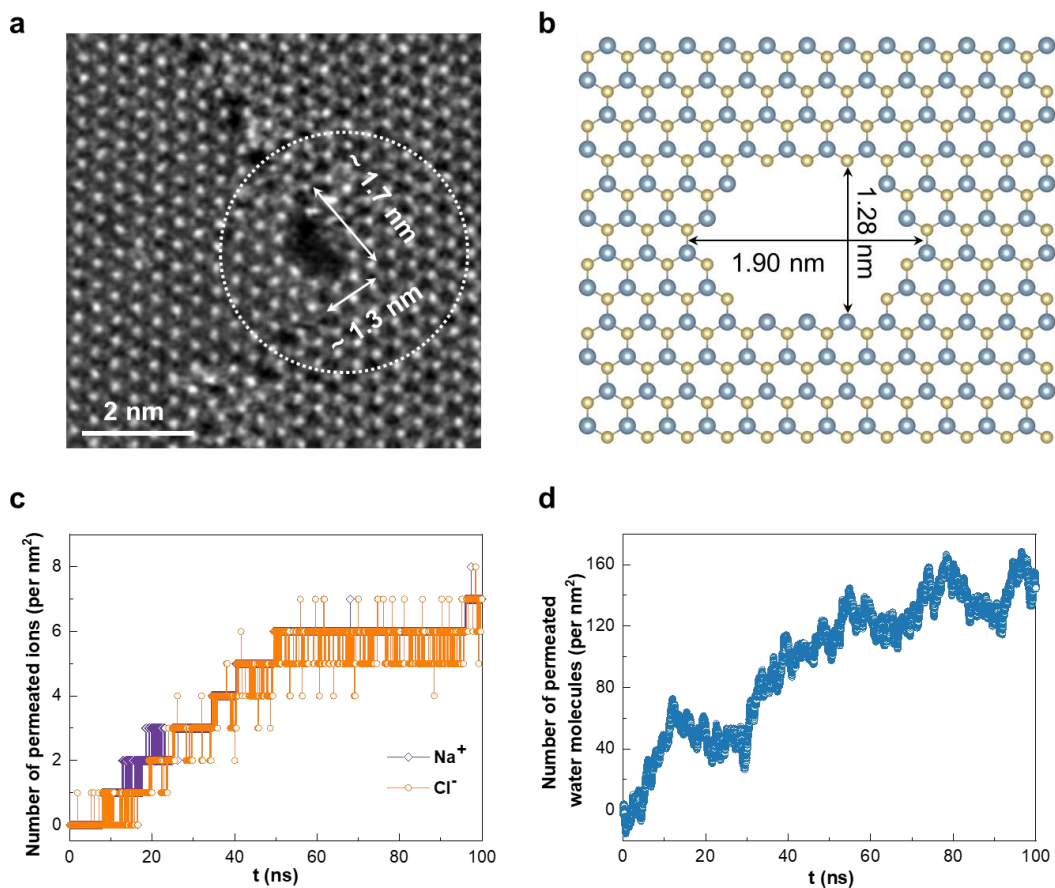 a
~ 1.7 nm
~ 1.3 nm
2 nm
b
1.28 nm
1.90 nm
c
Number of permeated ions (per nm²)
8
6
4
2
0
Na⁺
Cl⁻
0 20 40 60 80 100
t (ns)
d
Number of permeated
water molecules (per nm²)
160
120
80
40
0
0 20 40 60 80 100
t (ns)